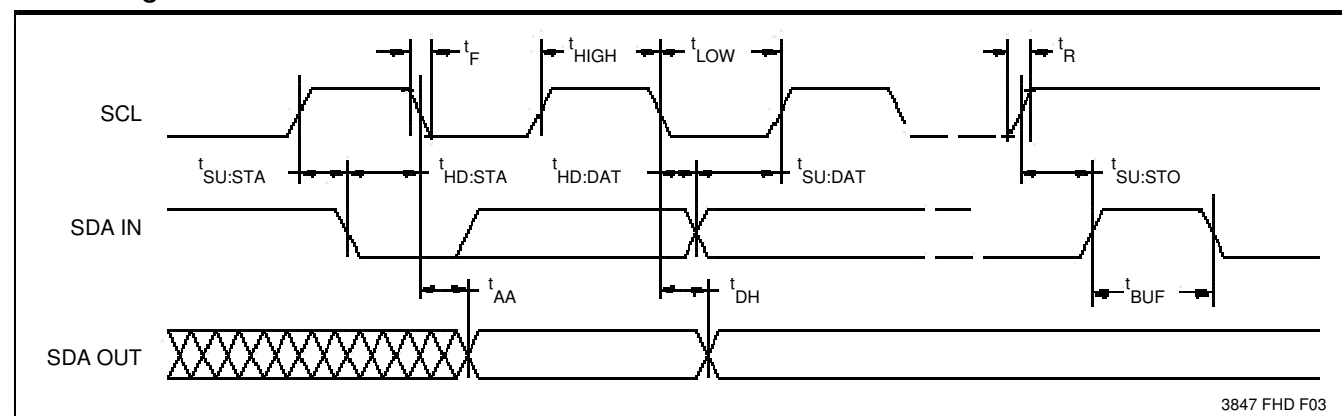 tF tHIGH tLOW tR
SCL
tSU:STA tHD:STA tHD:DAT tSU:DAT tSU:STO
SDA IN
tAA tDH tBUF
SDA OUT
3847 FHD F03